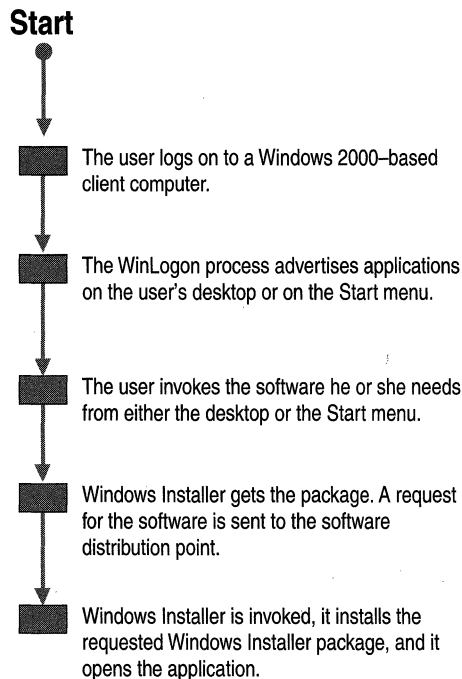 Start
The user logs on to a Windows 2000–based
client computer.
The WinLogon process advertises applications
on the user's desktop or on the Start menu.
The user invokes the software he or she needs
from either the desktop or the Start menu.
Windows Installer gets the package. A request
for the software is sent to the software
distribution point.
Windows Installer is invoked, it installs the
requested Windows Installer package, and it
opens the application.